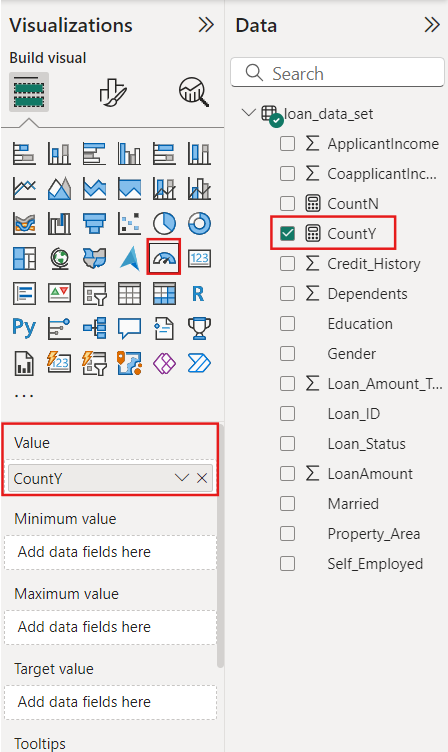 Visualizations
Build visual
123
R
Py
123
...
Value
CountY
Minimum value
Add data fields here
Maximum value
Add data fields here
Target value
Add data fields here
Tooltips
Data
Search
loan_data_set
ApplicantIncome
CoapplicantInc...
CountN
CountY
Credit_History
Dependents
Education
Gender
Loan_Amount_T...
Loan_ID
Loan_Status
LoanAmount
Married
Property_Area
Self_Employed